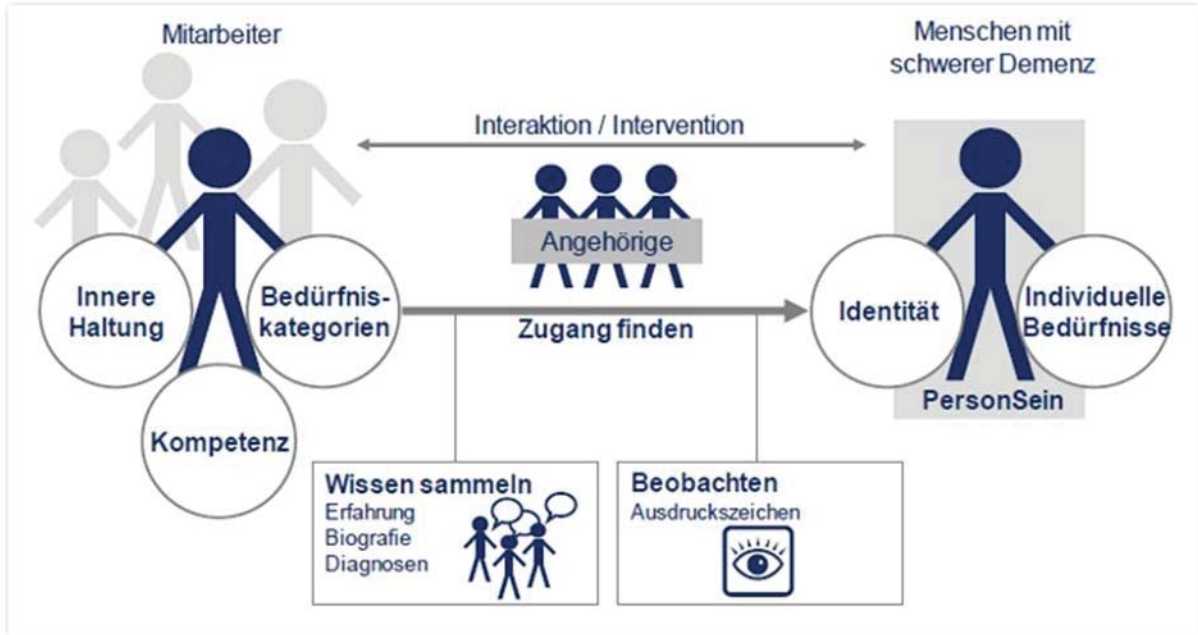 Mitarbeiter
Menschen mit
schwerer Demenz
Interaktion / Intervention
Angehörige
Innere
Haltung
Bedürfnis-
kategorien
Kompetenz
Zugang finden
Identität
Individuelle
Bedürfnisse
PersonSein
Wissen sammeln
Erfahrung
Biografie
Diagnosen
Beobachten
Ausdruckszeichen